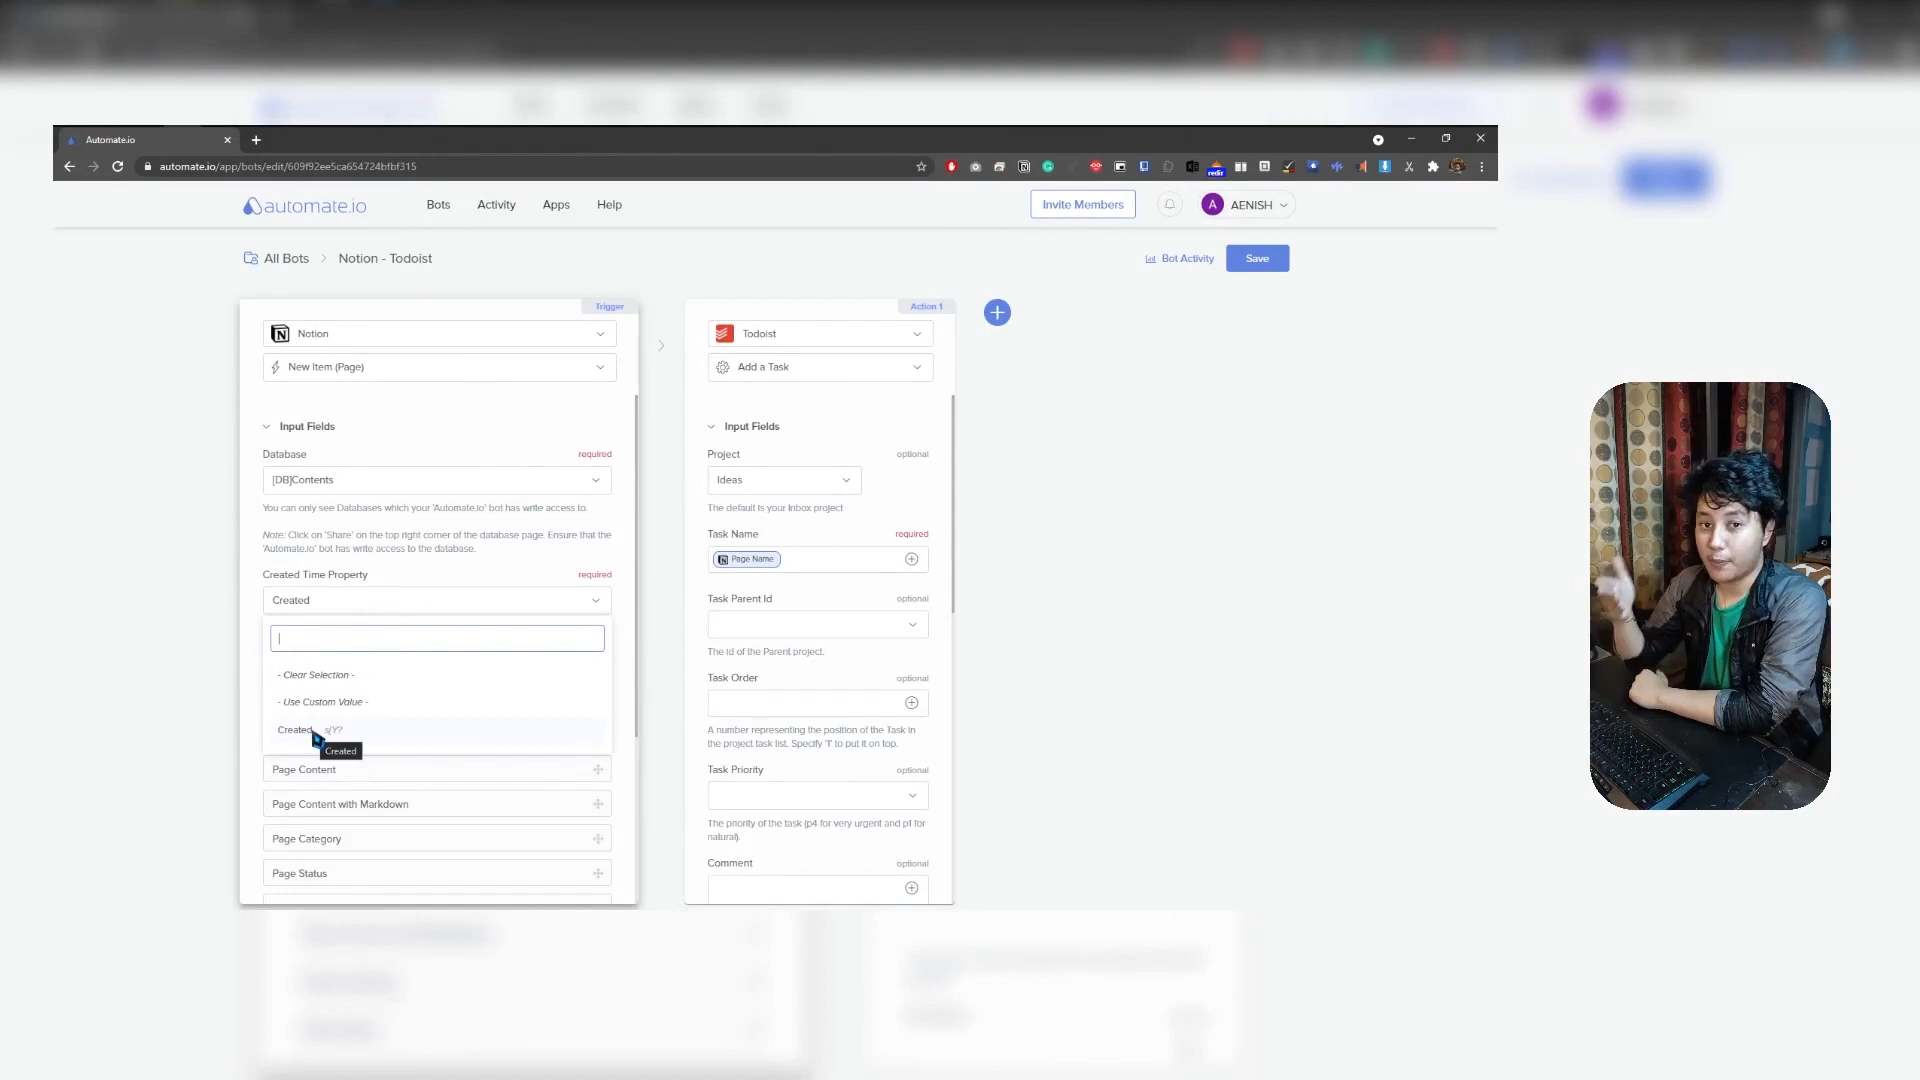 Automate.io
automate.io/app/bots/edit/609f92ee5ca654724bfbf315
redir
automate.io
Bots
Activity
Apps
Help
Invite Members
A
AENISH
All Bots
Notion - Todoist
Bot Activity
Save
Trigger
Notion
New Item (Page)
Input Fields
Database
required
[DB]Contents
You can only see Databases which your 'Automate.io' bot has write access to.
Note: Click on 'Share' on the top right corner of the database page. Ensure that the
'Automate.io' bot has write access to the database.
Created Time Property
required
Created
- Clear Selection -
- Use Custom Value -
Created s{Y?
Created
Page Content
Page Content with Markdown
Page Category
Page Status
Action 1
Todoist
Add a Task
Input Fields
Project
optional
Ideas
The default is your Inbox project
Task Name
required
Page Name
Task Parent Id
optional
The Id of the Parent project.
Task Order
optional
A number representing the position of the Task in
the project task list. Specify '1' to put it on top.
Task Priority
optional
The priority of the task (p4 for very urgent and p1 for
natural).
Comment
optional